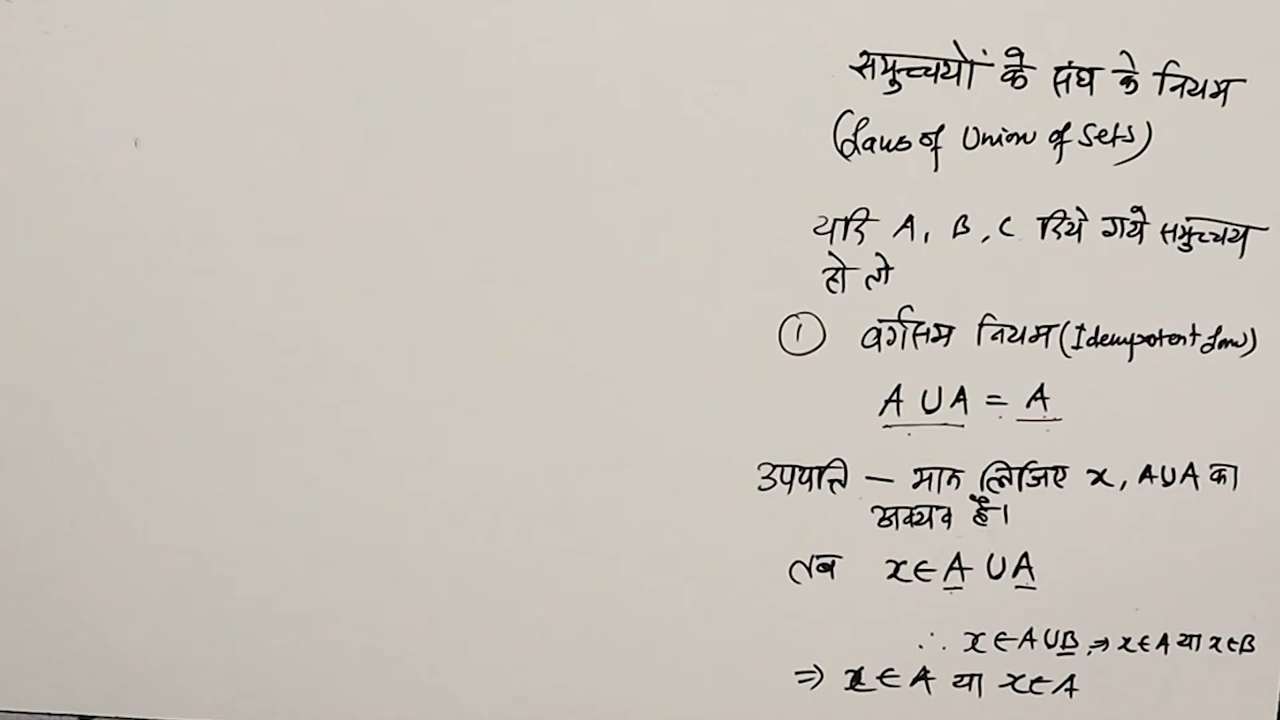 समुच्चयों के संघ के नियम
(Laws of Union of Sets)
यदि A, B, C दिये गये समुच्चय
हो तो
① वर्गसम नियम (Idempotent Law)
A ∪ A = A
उपपत्ति — मान लिजिए x, A∪A का
अवयव है।
तब x ∈ A ∪ A
∴ x ∈ A ∪ B ⇒ x ∈ A या x ∈ B
⇒ x ∈ A या x ∈ A